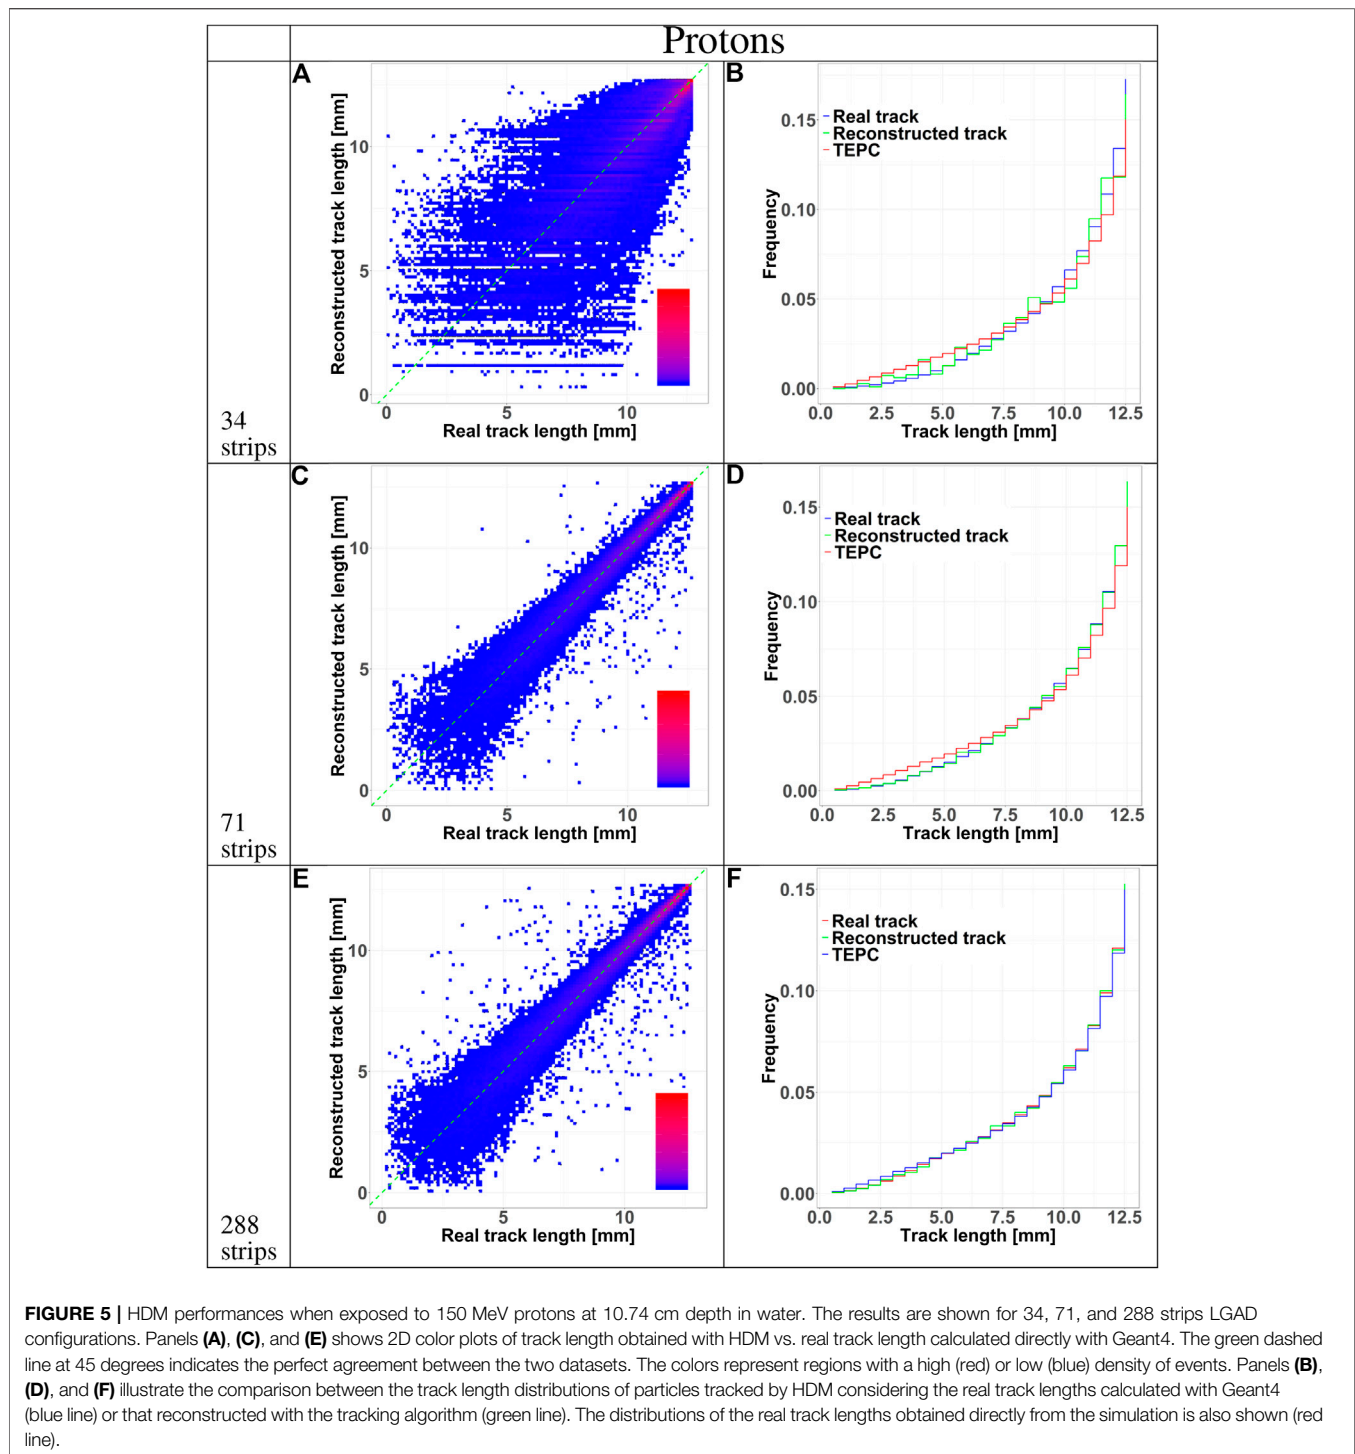 Protons
34
strips
A
Reconstructed track length [mm]
10
5
0
0 5 10
Real track length [mm]
B
Frequency
0.15
0.10
0.05
0.00
Real track
Reconstructed track
TEPC
0.0 2.5 5.0 7.5 10.0 12.5
Track length [mm]
71
strips
C
Reconstructed track length [mm]
10
5
0
0 5 10
Real track length [mm]
D
Frequency
0.15
0.10
0.05
0.00
Real track
Reconstructed track
TEPC
0.0 2.5 5.0 7.5 10.0 12.5
Track length [mm]
288
strips
E
Reconstructed track length [mm]
10
5
0
0 5 10
Real track length [mm]
F
Frequency
0.15
0.10
0.05
0.00
Real track
Reconstructed track
TEPC
0.0 2.5 5.0 7.5 10.0 12.5
Track length [mm]
FIGURE 5 | HDM performances when exposed to 150 MeV protons at 10.74 cm depth in water. The results are shown for 34, 71, and 288 strips LGAD
configurations. Panels (A), (C), and (E) shows 2D color plots of track length obtained with HDM vs. real track length calculated directly with Geant4. The green dashed
line at 45 degrees indicates the perfect agreement between the two datasets. The colors represent regions with a high (red) or low (blue) density of events. Panels (B),
(D), and (F) illustrate the comparison between the track length distributions of particles tracked by HDM considering the real track lengths calculated with Geant4
(blue line) or that reconstructed with the tracking algorithm (green line). The distributions of the real track lengths obtained directly from the simulation is also shown (red
line).